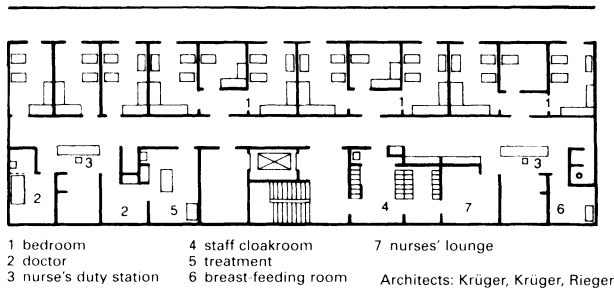 1
1
1
3
3
2
2
5
4
7
6
1 bedroom
2 doctor
3 nurse's duty station
4 staff cloakroom
5 treatment
6 breast-feeding room
7 nurses' lounge
Architects: Krüger, Krüger, Rieger